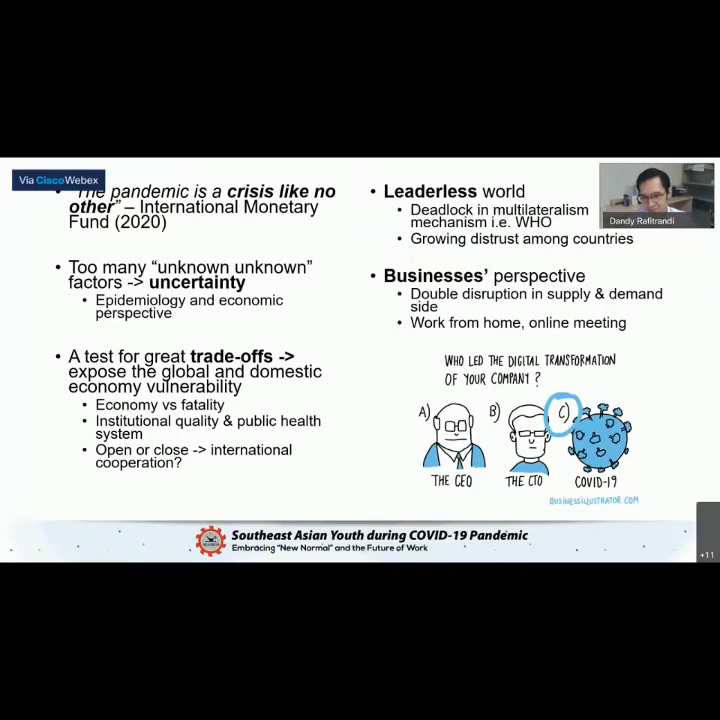 Via CiscoWebex
"The pandemic is a crisis like no
other" – International Monetary
Fund (2020)
• Too many “unknown unknown”
factors -> uncertainty
• Epidemiology and economic
perspective
• A test for great trade-offs ->
expose the global and domestic
economy vulnerability
• Economy vs fatality
• Institutional quality & public health
system
• Open or close -> international
cooperation?
• Leaderless world
• Deadlock in multilateralism
mechanism i.e. WHO
• Growing distrust among countries
• Businesses’ perspective
• Double disruption in supply & demand
side
• Work from home, online meeting
Dandy Rafitrandi
WHO LED THE DIGITAL TRANSFORMATION
OF YOUR COMPANY?
A) B) C)
THE CEO THE CTO COVID-19
BUSINESSILLUSTRATOR.COM
Southeast Asian Youth during COVID-19 Pandemic
Embracing "New Normal" and the Future of Work
+11